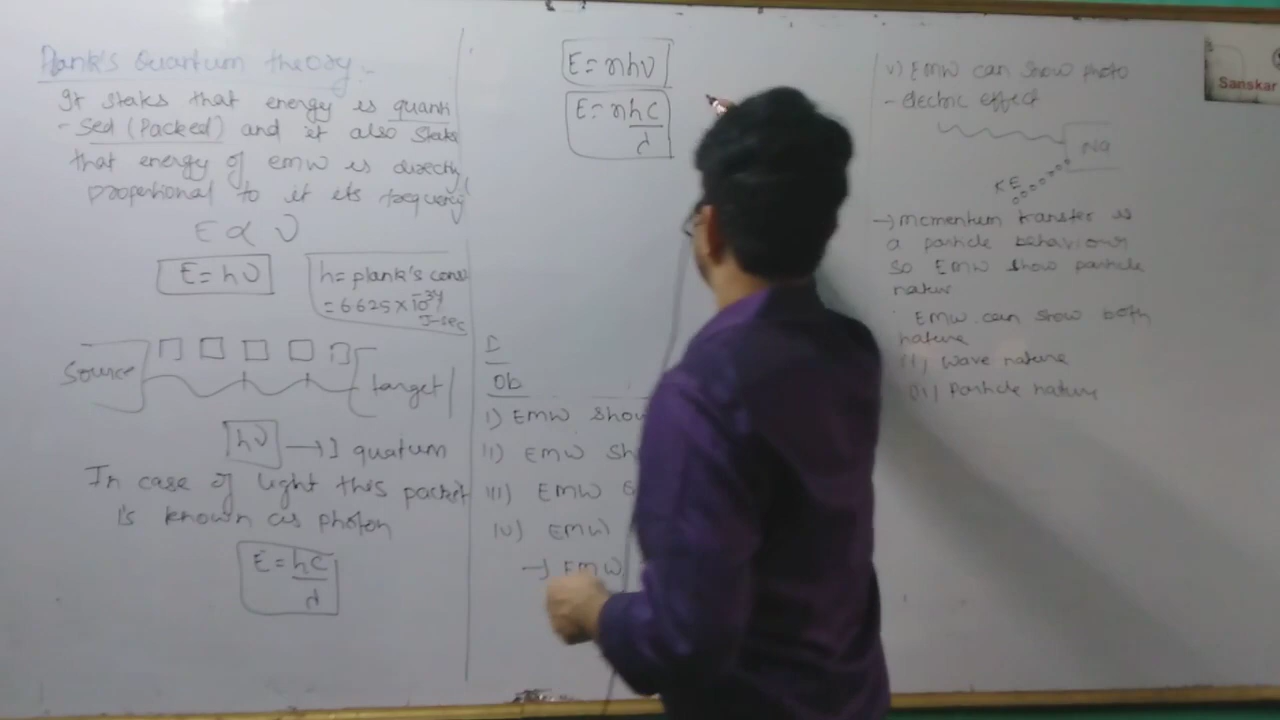 Plank's Quantum theory:-
It states that energy is quanti
- sed (Packed) and it also states
that energy of emw is directly
proportional to it its frequency
E ∝ ν
E = hν
h = plank's cons
= 6.625 × 10^-34
J-sec
Source
target
hν → 1 quatum
In case of light this packet
is known as photon
E = hc
λ
E = nhν
E = nhc
λ
Ob
i) EMW show
ii) EMW sh
iii) EMW
iv) EMW
→ EMW
v) EMW can show photo
- electric effect
Na
KE
→ momentum transfer is
a particle behaviour
so EMW show particle
natur
EMW can show both
nature
(i) Wave nature
(ii) Particle nature
Sanskar